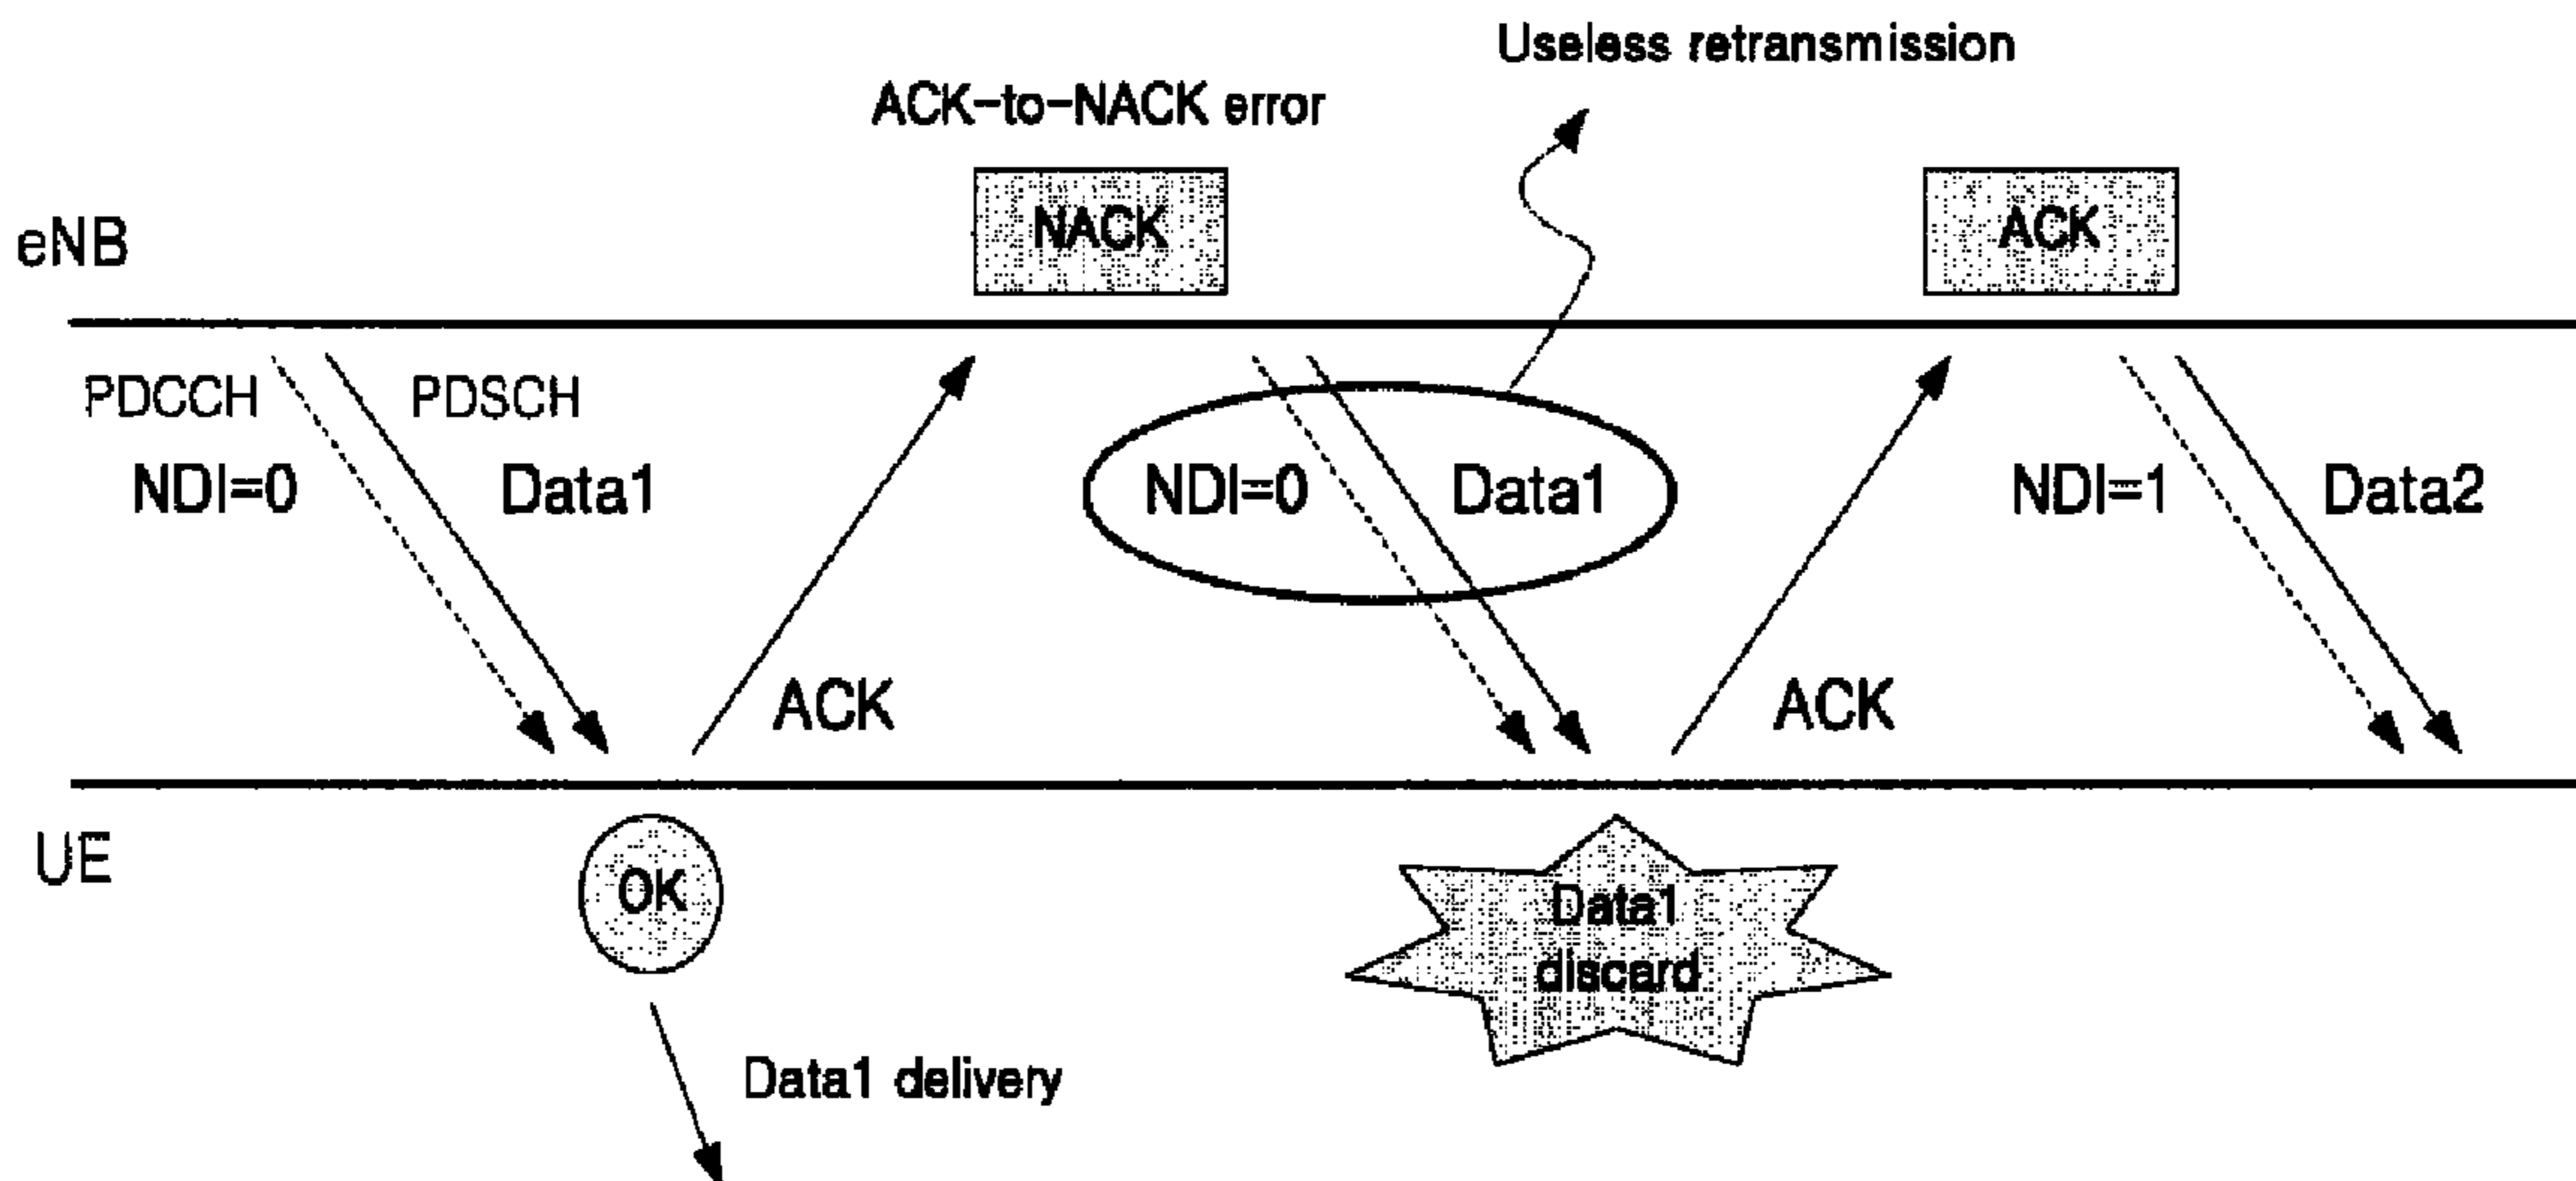 Useless retransmission
ACK-to-NACK error
NACK
ACK
eNB
PDCCH
PDSCH
NDI=0
Data1
NDI=0
Data1
NDI=1
Data2
ACK
ACK
UE
OK
Data1
discard
Data1 delivery